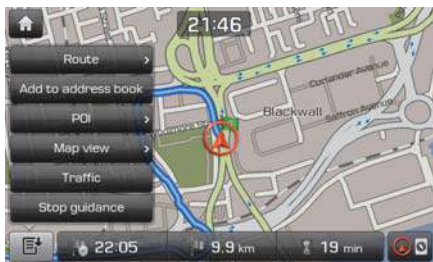 21:46
Route
Add to address book
POI
Map view
Traffic
Stop guidance
Coriander Avenue
Blackwall
Saffron Avenue
22:05
9.9 km
19 min